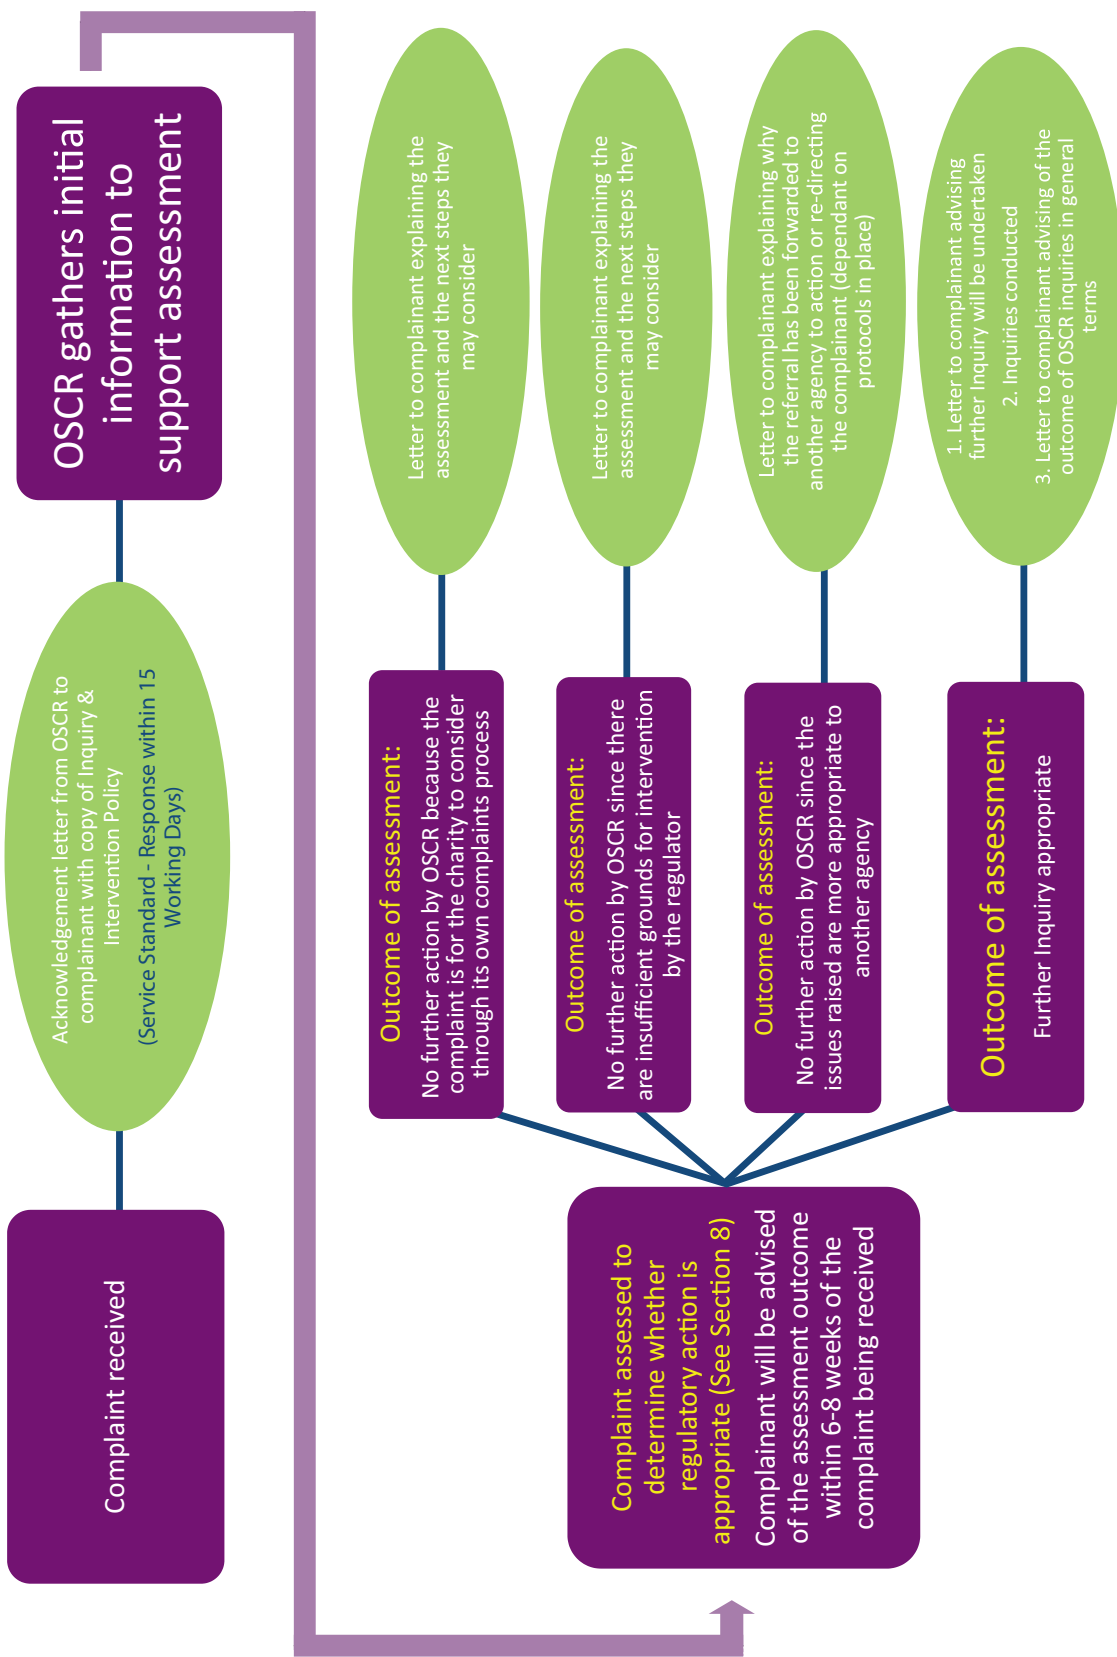 Complaint received
Acknowledgement letter from OSCR to
complainant with copy of Inquiry &
Intervention Policy
(Service Standard - Response within 15
Working Days)
OSCR gathers initial
information to
support assessment
Complaint assessed to
determine whether
regulatory action is
appropriate (See Section 8)
Complainant will be advised
of the assessment outcome
within 6-8 weeks of the
complaint being received
Outcome of assessment:
No further action by OSCR because the
complaint is for the charity to consider
through its own complaints process
Letter to complainant explaining the
assessment and the next steps they
may consider
Outcome of assessment:
No further action by OSCR since there
are insufficient grounds for intervention
by the regulator
Letter to complainant explaining the
assessment and the next steps they
may consider
Outcome of assessment:
No further action by OSCR since the
issues raised are more appropriate to
another agency
Letter to complainant explaining why
the referral has been forwarded to
another agency to action or re-directing
the complainant (dependant on
protocols in place)
Outcome of assessment:
Further Inquiry appropriate
1. Letter to complainant advising
further Inquiry will be undertaken
2. Inquiries conducted
3. Letter to complainant advising of the
outcome of OSCR inquiries in general
terms